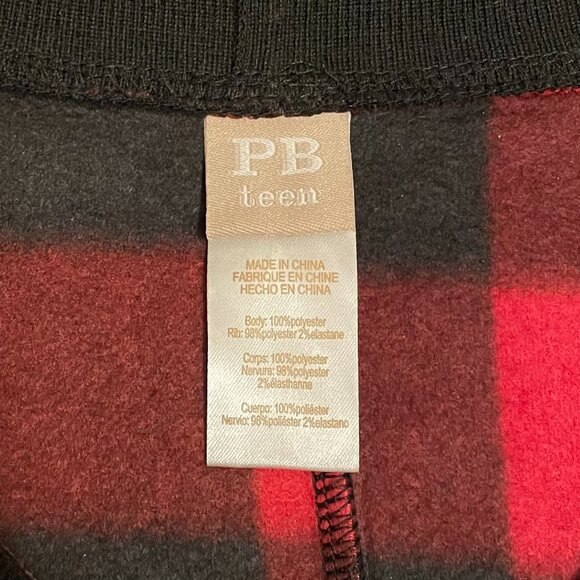 PB
teen
MADE IN CHINA
FABRIQUE EN CHINE
HECHO EN CHINA
Body: 100%polyester
Rib: 98%polyester 2%elastane
Corps: 100%polyester
Nervure: 98%polyester
2%élasthanne
Cuerpo: 100%poliéster
Nervio: 98%poliéster 2%elastano